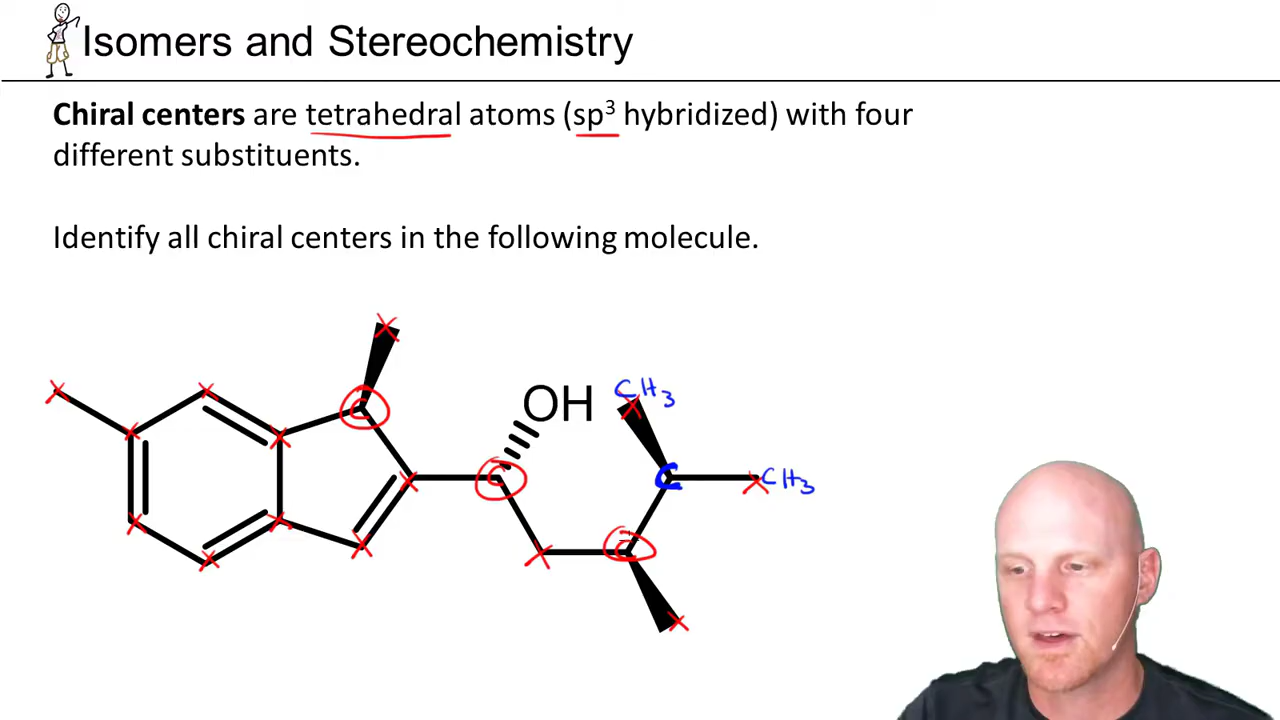 Isomers and Stereochemistry
Chiral centers are tetrahedral atoms (sp³ hybridized) with four
different substituents.
Identify all chiral centers in the following molecule.
OH
CH₃
C
CH₃